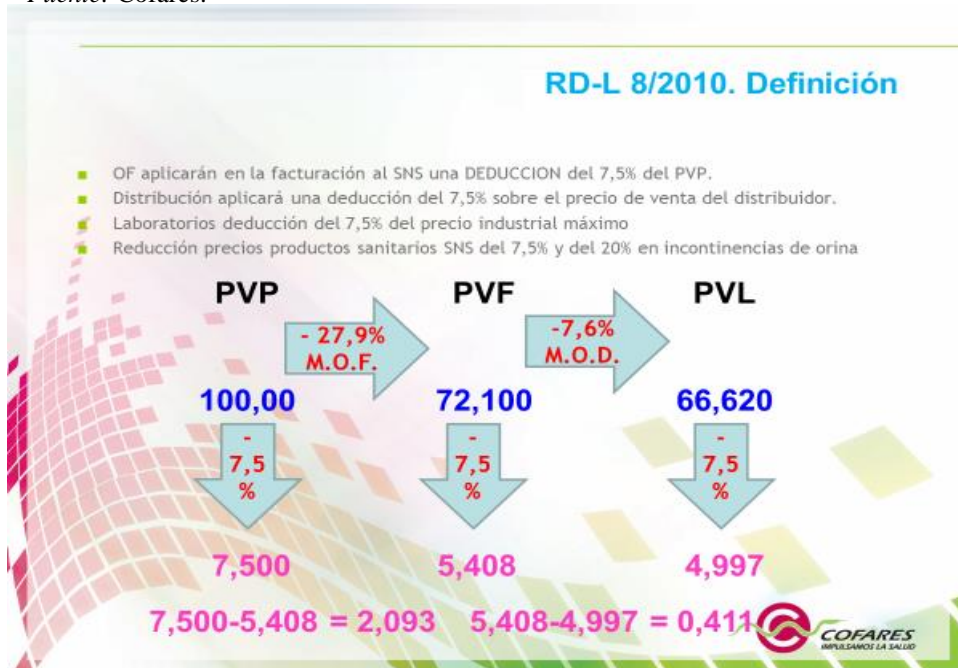 Fuente: Cofares.
RD-L 8/2010. Definición
OF aplicarán en la facturación al SNS una DEDUCCION del 7,5% del PVP.
Distribución aplicará una deducción del 7,5% sobre el precio de venta del distribuidor.
Laboratorios deducción del 7,5% del precio industrial máximo
Reducción precios productos sanitarios SNS del 7,5% y del 20% en incontinencias de orina
PVP PVF PVL
- 27,9%
M.O.F.
-7,6%
M.O.D.
100,00 72,100 66,620
-
7,5
%
-
7,5
%
-
7,5
%
7,500 5,408 4,997
7,500-5,408 = 2,093 5,408-4,997 = 0,411
COFARES
IMPULSAMOS LA SALUD